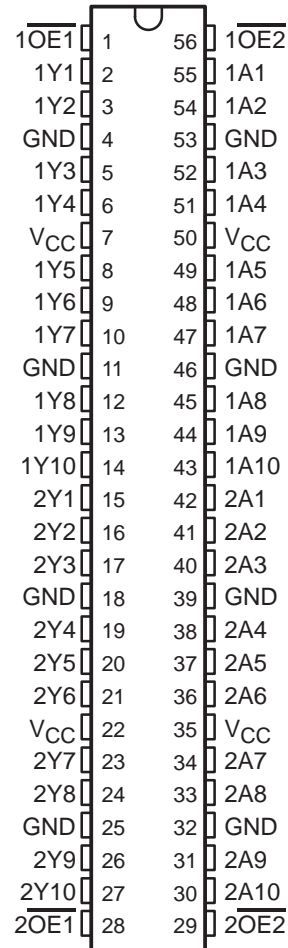 1OE1 1 56 1OE2
1Y1 2 55 1A1
1Y2 3 54 1A2
GND 4 53 GND
1Y3 5 52 1A3
1Y4 6 51 1A4
VCC 7 50 VCC
1Y5 8 49 1A5
1Y6 9 48 1A6
1Y7 10 47 1A7
GND 11 46 GND
1Y8 12 45 1A8
1Y9 13 44 1A9
1Y10 14 43 1A10
2Y1 15 42 2A1
2Y2 16 41 2A2
2Y3 17 40 2A3
GND 18 39 GND
2Y4 19 38 2A4
2Y5 20 37 2A5
2Y6 21 36 2A6
VCC 22 35 VCC
2Y7 23 34 2A7
2Y8 24 33 2A8
GND 25 32 GND
2Y9 26 31 2A9
2Y10 27 30 2A10
2OE1 28 29 2OE2